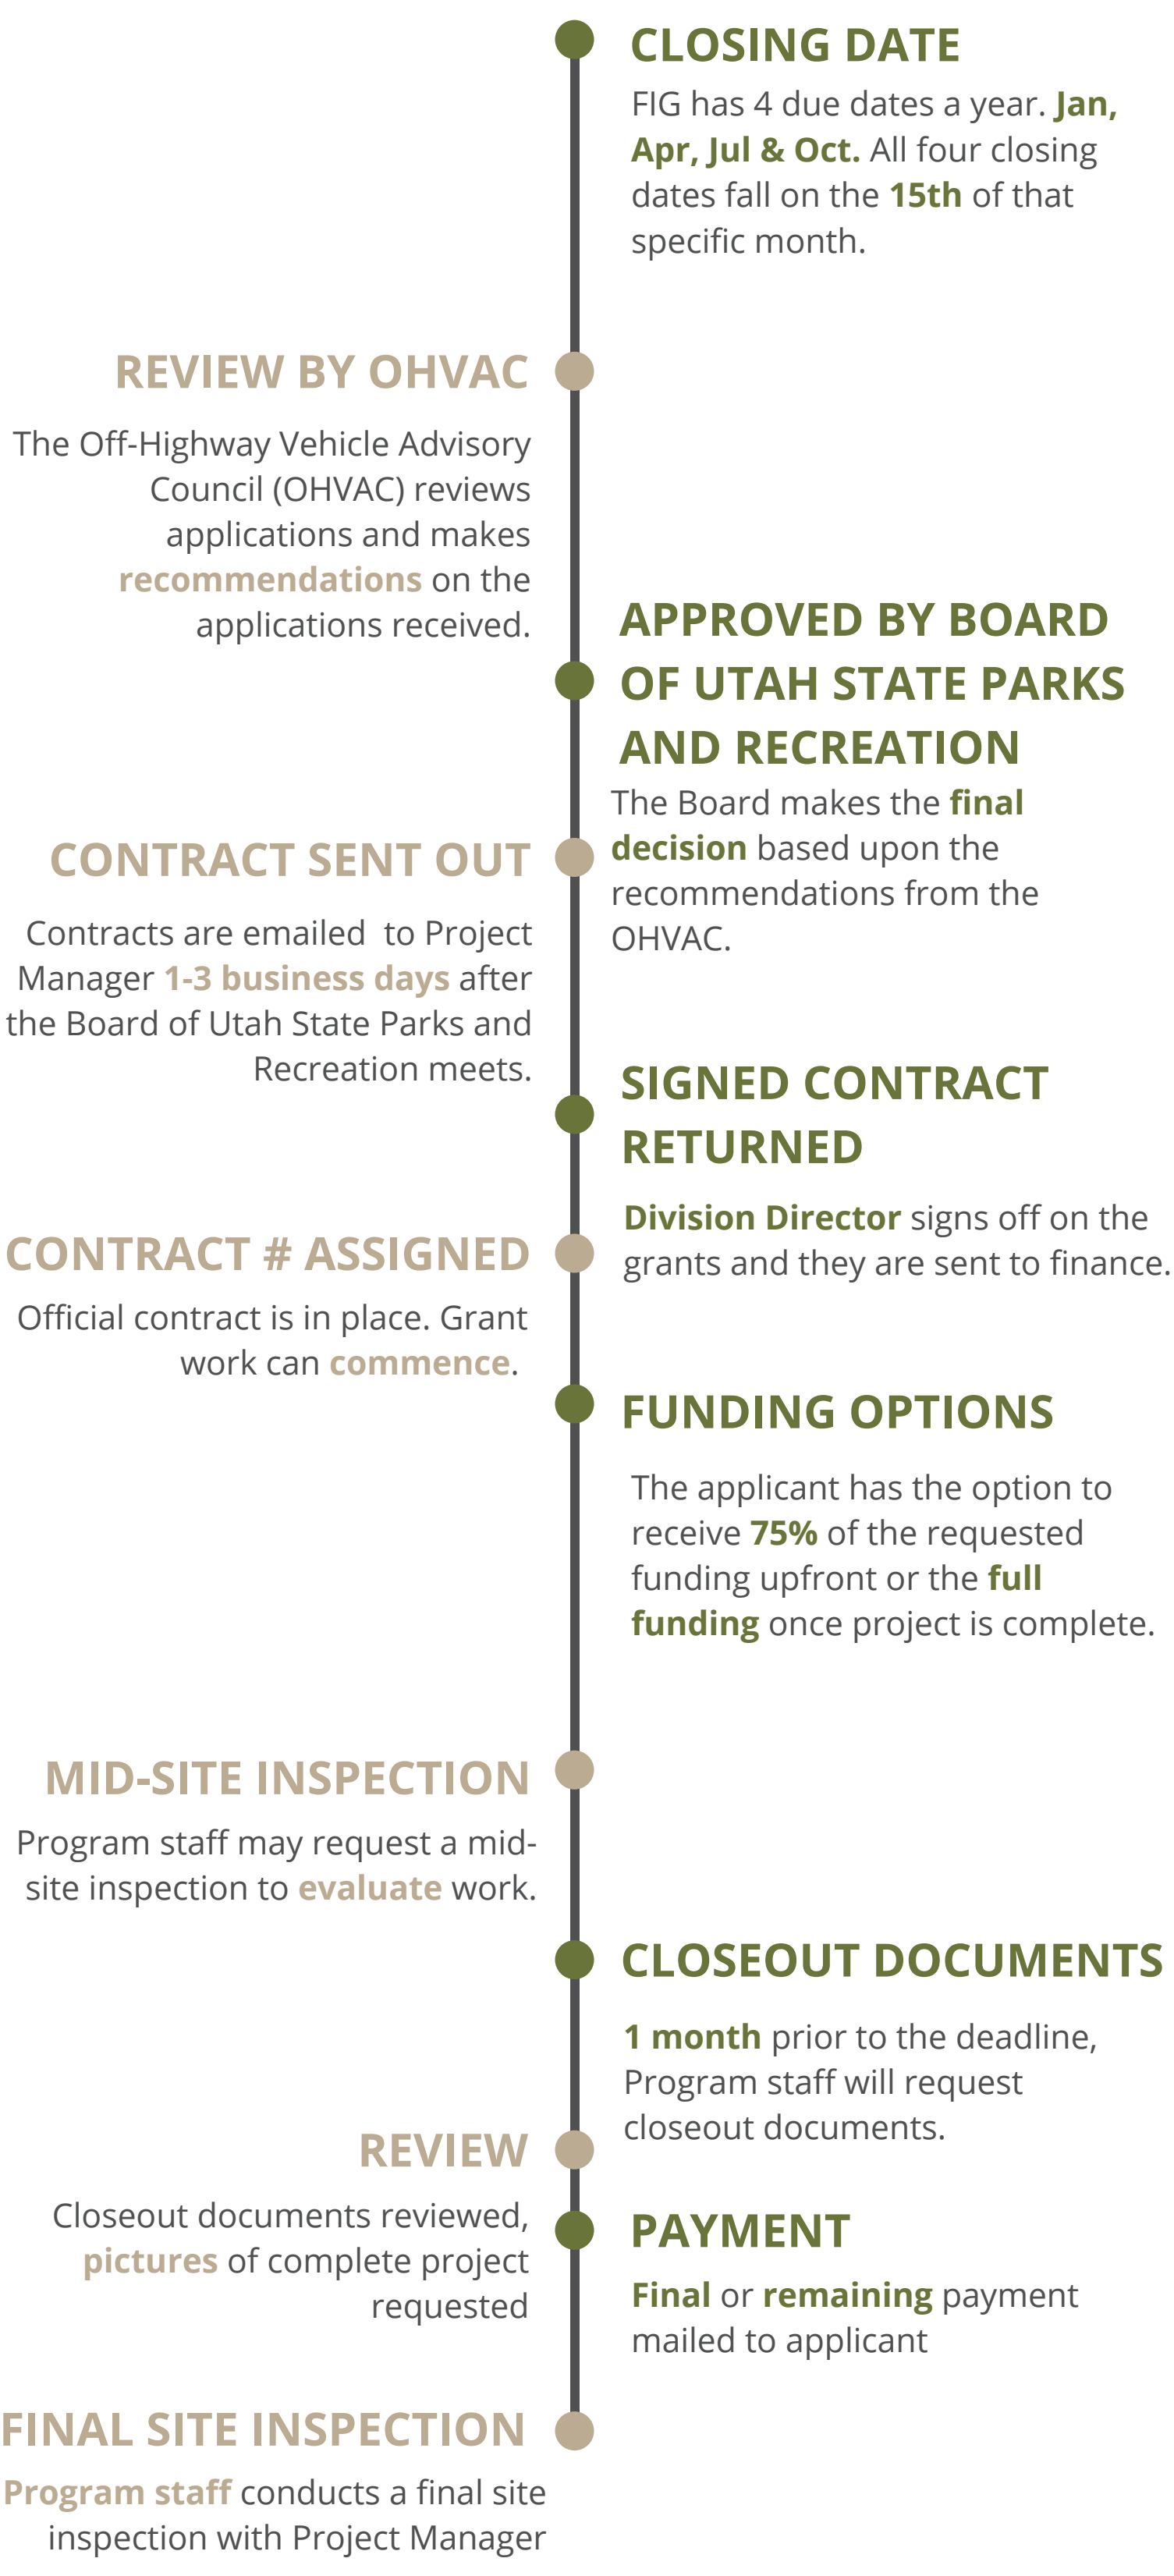 CLOSING DATE
FIG has 4 due dates a year. Jan,
Apr, Jul & Oct. All four closing
dates fall on the 15th of that
specific month.
REVIEW BY OHVAC
The Off-Highway Vehicle Advisory
Council (OHVAC) reviews
applications and makes
recommendations on the
applications received.
APPROVED BY BOARD
OF UTAH STATE PARKS
AND RECREATION
The Board makes the final
decision based upon the
recommendations from the
OHVAC.
CONTRACT SENT OUT
Contracts are emailed  to Project
Manager 1-3 business days after
the Board of Utah State Parks and
Recreation meets.
SIGNED CONTRACT
RETURNED
Division Director signs off on the
grants and they are sent to finance.
CONTRACT # ASSIGNED
Official contract is in place. Grant
work can commence.
FUNDING OPTIONS
The applicant has the option to
receive 75% of the requested
funding upfront or the full
funding once project is complete.
MID-SITE INSPECTION
Program staff may request a mid-
site inspection to evaluate work.
CLOSEOUT DOCUMENTS
1 month prior to the deadline,
Program staff will request
closeout documents.
REVIEW
Closeout documents reviewed,
pictures of complete project
requested
PAYMENT
Final or remaining payment
mailed to applicant
FINAL SITE INSPECTION
Program staff conducts a final site
inspection with Project Manager